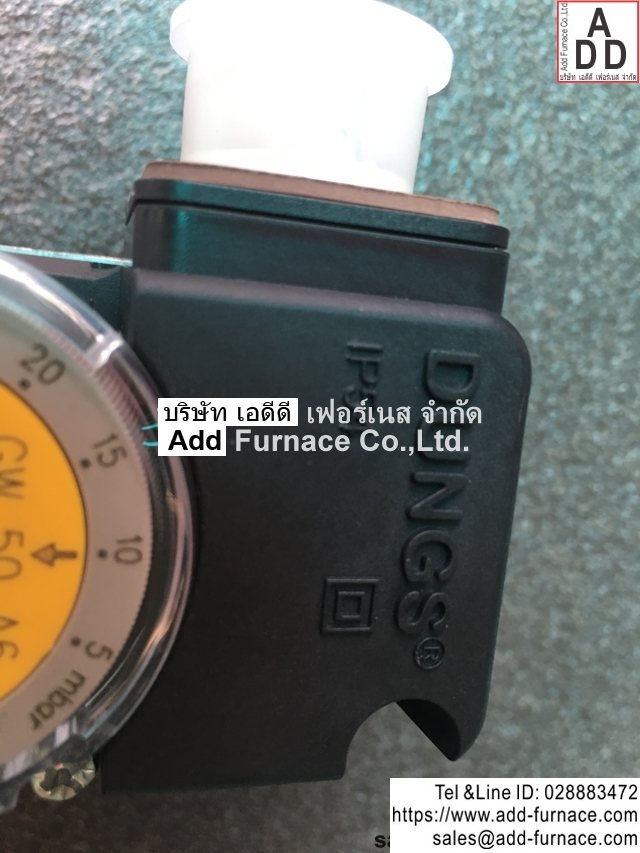 Add Furnace Co.,Ltd.
A
DD
บริษัท เอดีดี เฟอร์เนส จำกัด
20
15
10
5
mbar
GW 50 A6
DUNGS®
บริษัท เอดีดี เฟอร์เนส จำกัด
Add Furnace Co.,Ltd.
Tel &Line ID: 028883472
https://www.add-furnace.com
sales@add-furnace.com